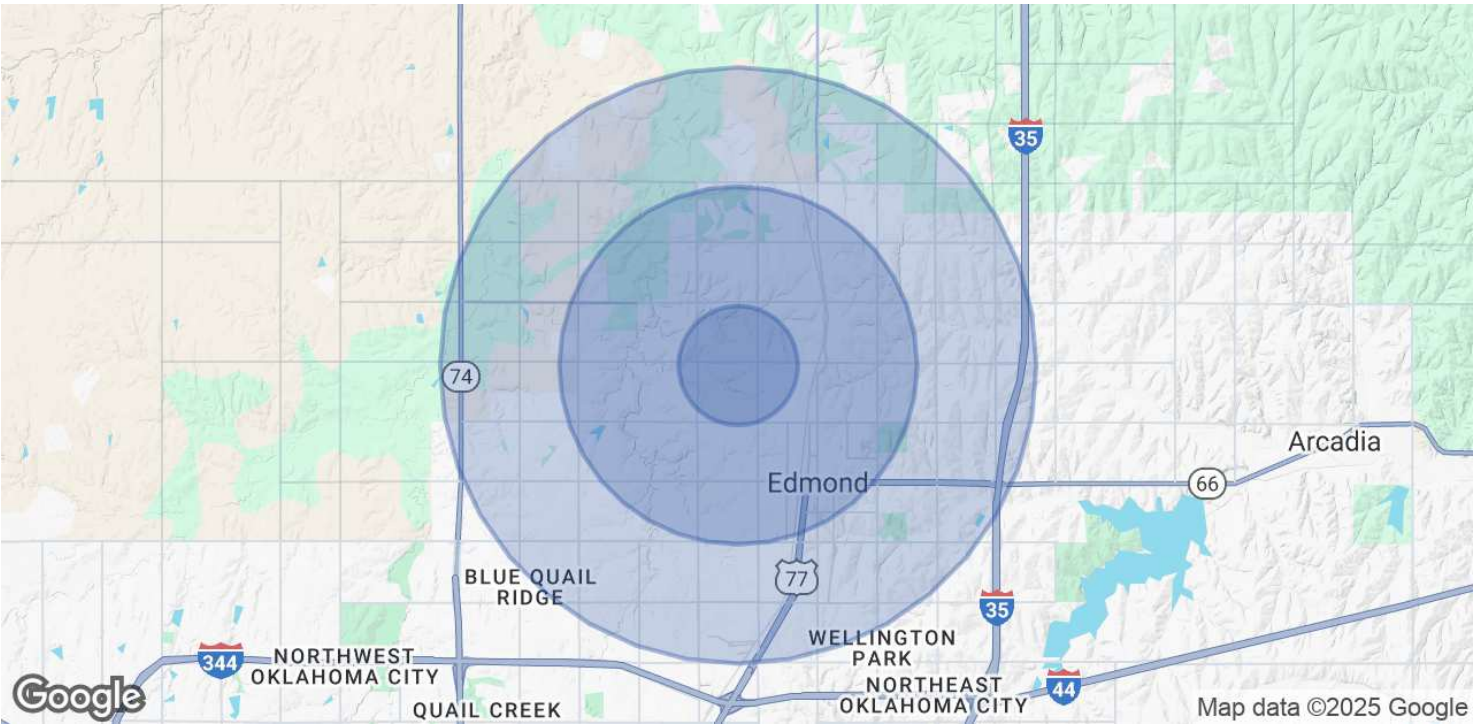 35
74
Arcadia
Edmond
66
BLUE QUAIL
RIDGE
77
35
WELLINGTON
PARK
344
NORTHWEST
OKLAHOMA CITY
NORTHEAST
OKLAHOMA CITY
44
Google
QUAIL CREEK
Map data ©2025 Google